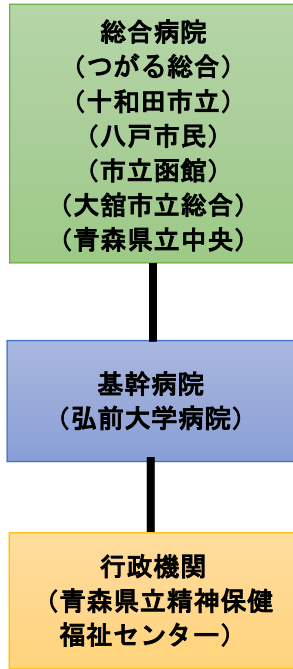 総合病院
（つがる総合）
（十和田市立）
（八戸市民）
（市立函館）
（大舘市立総合）
（青森県立中央）
基幹病院
（弘前大学病院）
行政機関
（青森県立精神保健
福祉センター）